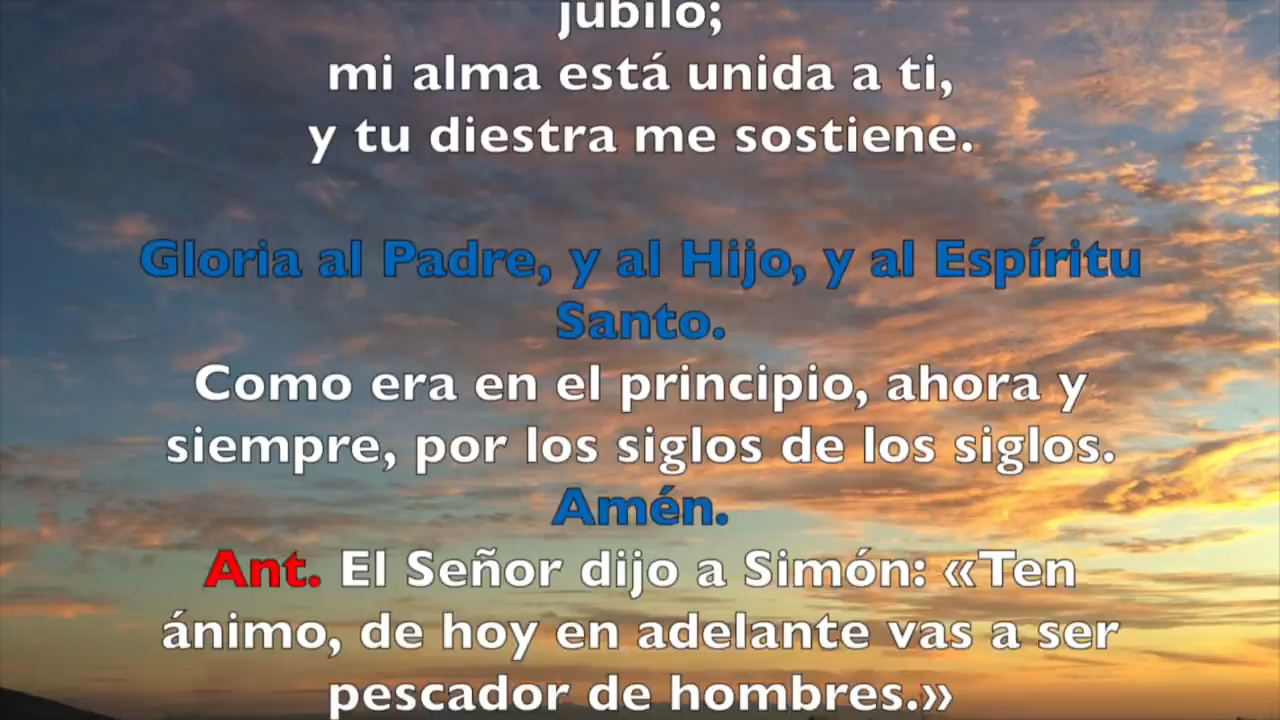 júbilo;
mi alma está unida a ti,
y tu diestra me sostiene.
Gloria al Padre, y al Hijo, y al Espíritu
Santo.
Como era en el principio, ahora y
siempre, por los siglos de los siglos.
Amén.
Ant. El Señor dijo a Simón: «Ten
ánimo, de hoy en adelante vas a ser
pescador de hombres.»